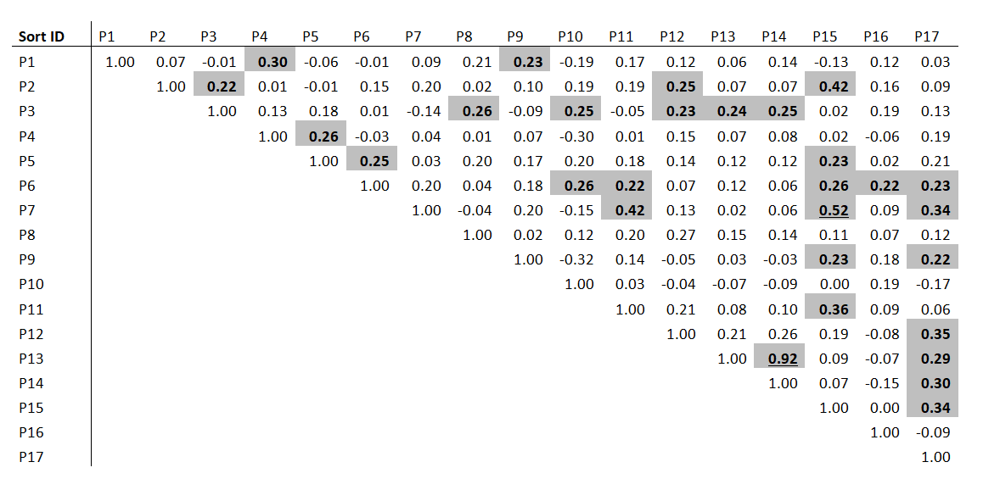 Sort ID P1 P2 P3 P4 P5 P6 P7 P8 P9 P10 P11 P12 P13 P14 P15 P16 P17
P1 1.00 0.07 -0.01 0.30 -0.06 -0.01 0.09 0.21 0.23 -0.19 0.17 0.12 0.06 0.14 -0.13 0.12 0.03
P2 1.00 0.22 0.01 -0.01 0.15 0.20 0.02 0.10 0.19 0.19 0.25 0.07 0.07 0.42 0.16 0.09
P3 1.00 0.13 0.18 0.01 -0.14 0.26 -0.09 0.25 -0.05 0.23 0.24 0.25 0.02 0.19 0.13
P4 1.00 0.26 -0.03 0.04 0.01 0.07 -0.30 0.01 0.15 0.07 0.08 0.02 -0.06 0.19
P5 1.00 0.25 0.03 0.20 0.17 0.20 0.18 0.14 0.12 0.12 0.23 0.02 0.21
P6 1.00 0.20 0.04 0.18 0.26 0.22 0.07 0.12 0.06 0.26 0.22 0.23
P7 1.00 -0.04 0.20 -0.15 0.42 0.13 0.02 0.06 0.52 0.09 0.34
P8 1.00 0.02 0.12 0.20 0.27 0.15 0.14 0.11 0.07 0.12
P9 1.00 -0.32 0.14 -0.05 0.03 -0.03 0.23 0.18 0.22
P10 1.00 0.03 -0.04 -0.07 -0.09 0.00 0.19 -0.17
P11 1.00 0.21 0.08 0.10 0.36 0.09 0.06
P12 1.00 0.21 0.26 0.19 -0.08 0.35
P13 1.00 0.92 0.09 -0.07 0.29
P14 1.00 0.07 -0.15 0.30
P15 1.00 0.00 0.34
P16 1.00 -0.09
P17 1.00